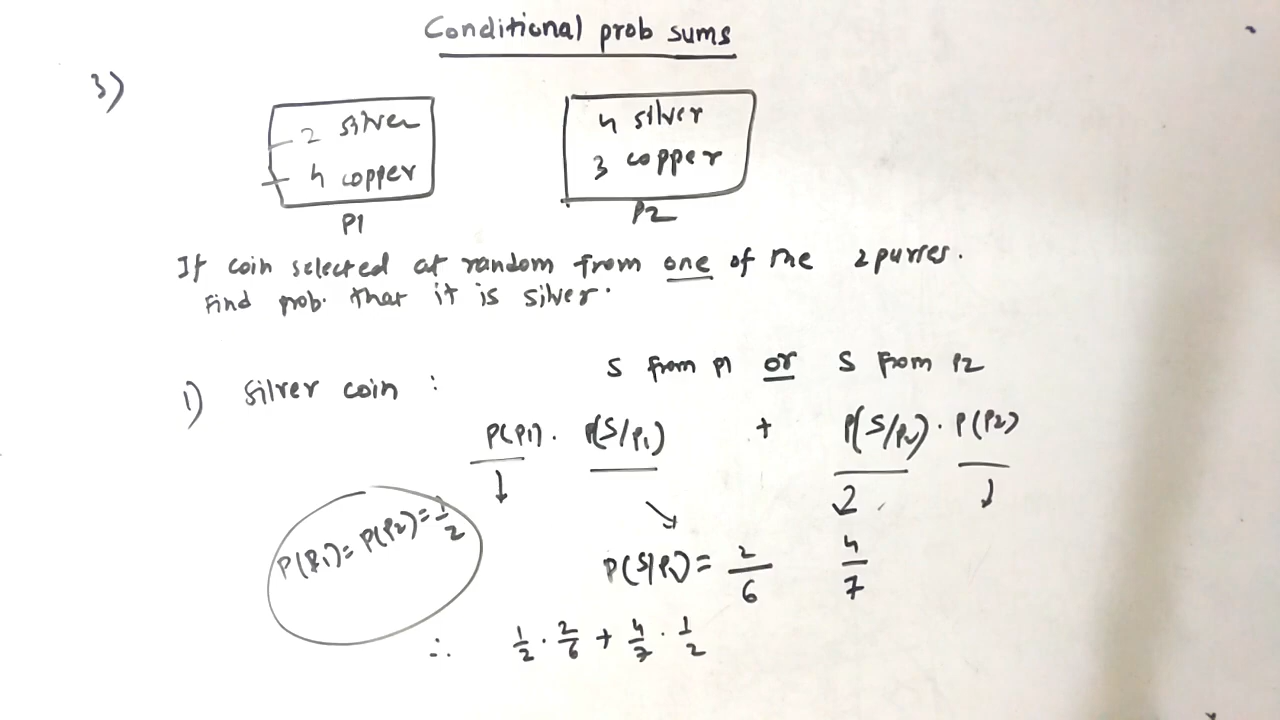 Conditional prob sums
3)
2 silver
4 copper
P1
4 silver
3 copper
P2
If coin selected at random from one of the 2 purses.
Find prob. that it is silver.
1) Silver coin :
S from P1 or S from P2
P(P1) · P(S/P1) + P(S/P2) · P(P2)
P(P1) = P(P2) = 1/2
P(S/P1) = 2/6
4/7
∴ 1/2 · 2/6 + 4/7 · 1/2